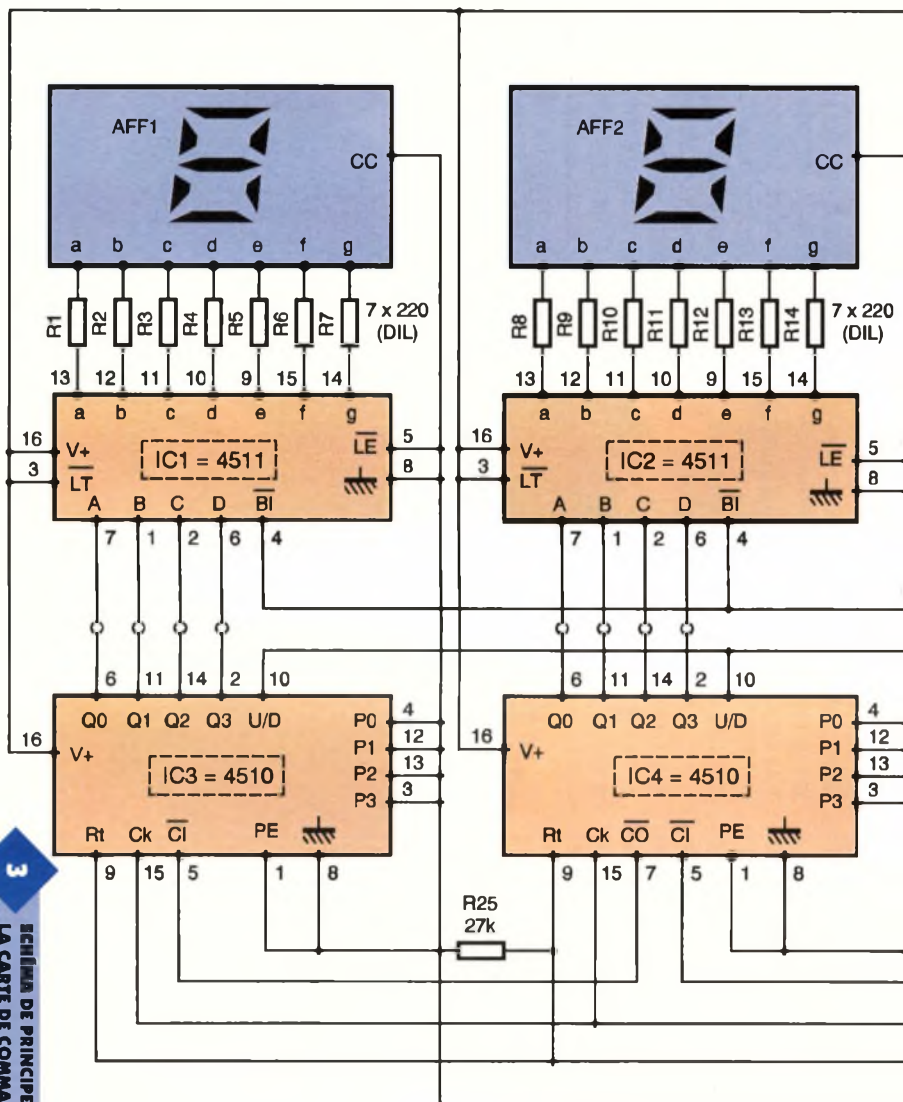 AFF1
CC
a b c d e f g
R1 R2 R3 R4 R5 R6 R7
7 x 220
(DIL)
13 12 11 10 9 15 14
a b c d e f g
16
V+
3
LT
IC1 = 4511
LE
5
8
A B C D BI
7 1 2 6 4
6 11 14 2 10
Q0 Q1 Q2 Q3 U/D
16
V+
IC3 = 4510
P0 4
P1 12
P2 13
P3 3
Rt Ck CI PE
9 15 5 1 8
AFF2
CC
a b c d e f g
R8 R9 R10 R11 R12 R13 R14
7 x 220
(DIL)
13 12 11 10 9 15 14
a b c d e f g
16
V+
3
LT
IC2 = 4511
LE
5
8
A B C D BI
7 1 2 6 4
6 11 14 2 10
Q0 Q1 Q2 Q3 U/D
16
V+
IC4 = 4510
P0 4
P1 12
P2 13
P3 3
Rt Ck CO CI PE
9 15 7 5 1 8
R25
27k
3
SCHÉMA DE PRINCIPE
LA CARTE DE COMMA